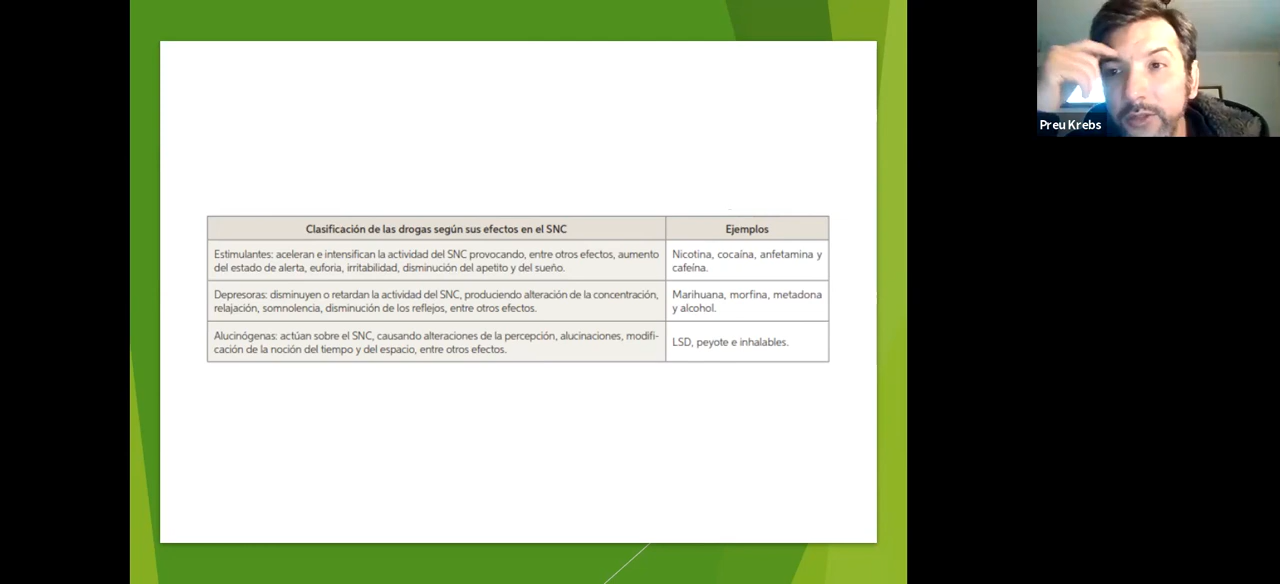 Clasificación de las drogas según sus efectos en el SNC
Ejemplos
Estimulantes: aceleran e intensifican la actividad del SNC provocando, entre otros efectos, aumento
del estado de alerta, euforia, irritabilidad, disminución del apetito y del sueño.
Nicotina, cocaína, anfetamina y
cafeína.
Depresoras: disminuyen o retardan la actividad del SNC, produciendo alteración de la concentración,
relajación, somnolencia, disminución de los reflejos, entre otros efectos.
Marihuana, morfina, metadona
y alcohol.
Alucinógenas: actúan sobre el SNC, causando alteraciones de la percepción, alucinaciones, modifi-
cación de la noción del tiempo y del espacio, entre otros efectos.
LSD, peyote e inhalables.
Preu Krebs